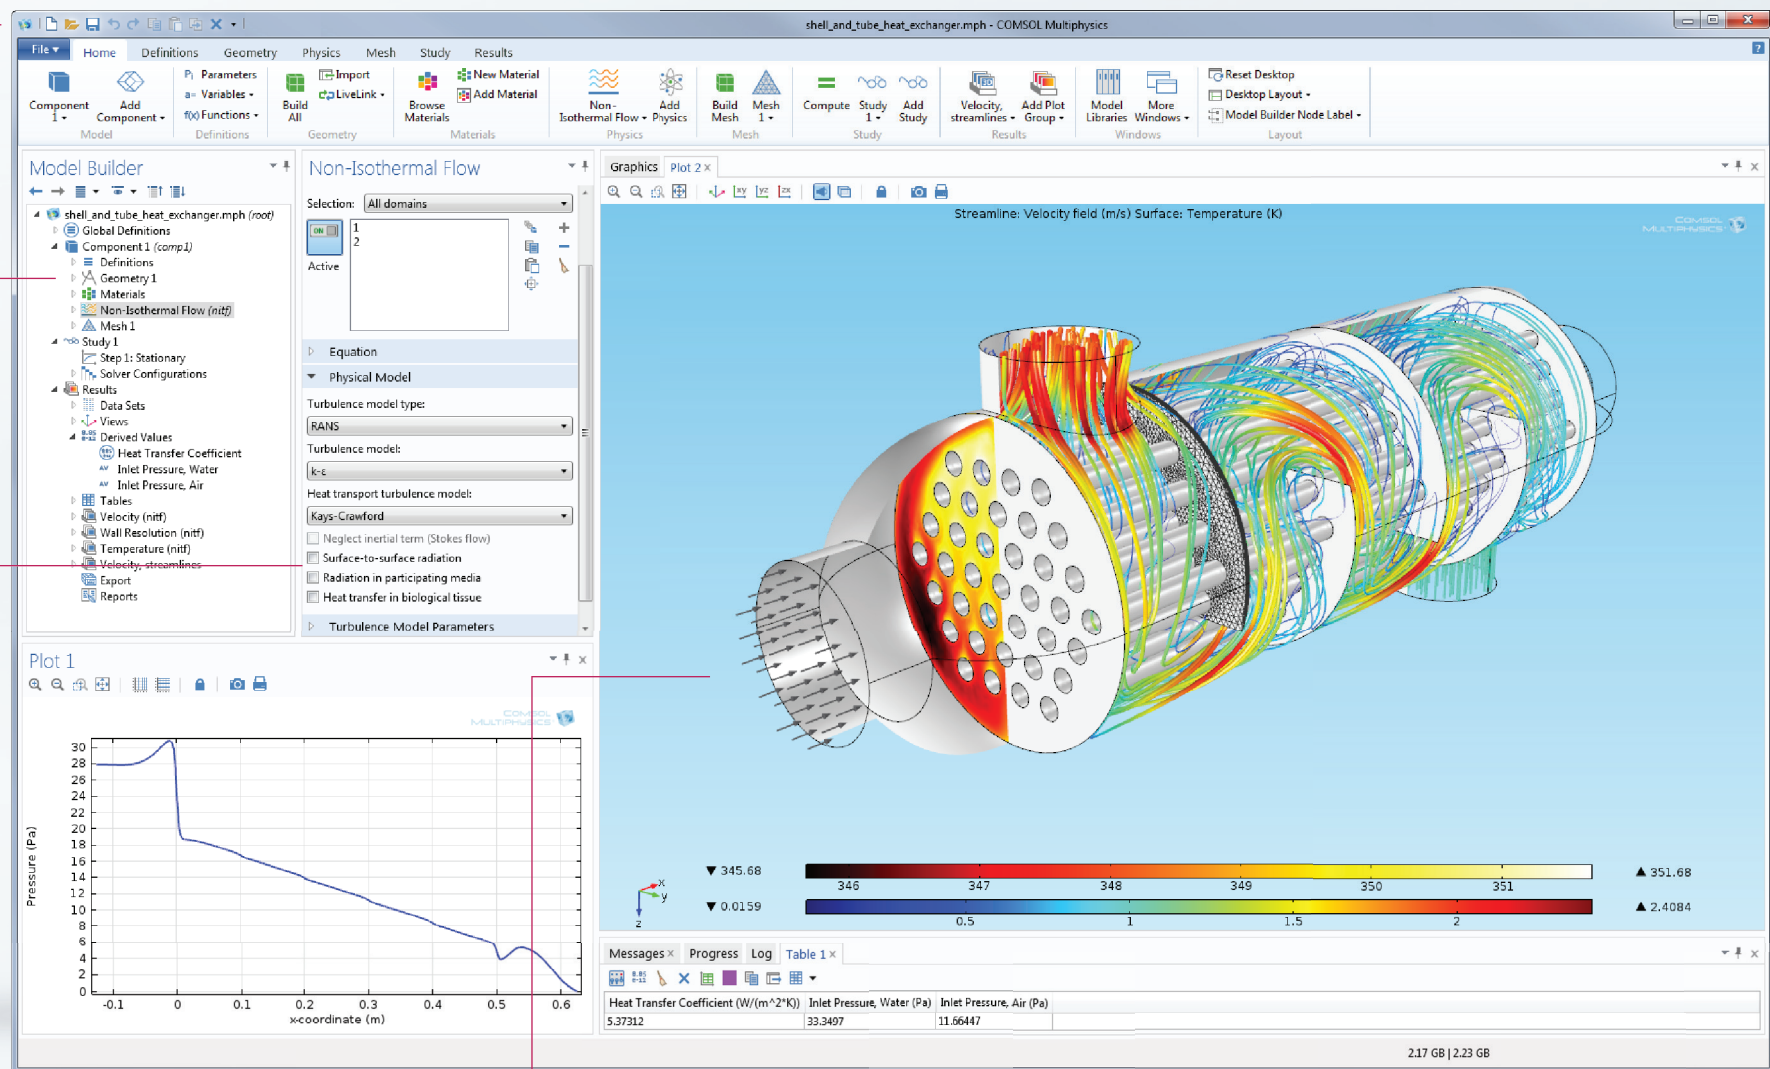 shell_and_tube_heat_exchanger.mph - COMSOL Multiphysics
File Home Definitions Geometry Physics Mesh Study Results
Component 1
Add Component
Model
Pi Parameters
a= Variables
f(x) Functions
Definitions
Build All
Import
LiveLink
Geometry
Browse Materials
New Material
Add Material
Materials
Non-Isothermal Flow
Add Physics
Physics
Build Mesh
Mesh 1
Mesh
Compute
Study 1
Add Study
Study
Velocity, streamlines
Add Plot Group
Results
Model Libraries
More Windows
Windows
Reset Desktop
Desktop Layout
Model Builder Node Label
Layout
Model Builder
shell_and_tube_heat_exchanger.mph (root)
Global Definitions
Component 1 (comp1)
Definitions
Geometry 1
Materials
Non-Isothermal Flow (nitf)
Mesh 1
Study 1
Step 1: Stationary
Solver Configurations
Results
Data Sets
Views
Derived Values
Heat Transfer Coefficient
Inlet Pressure, Water
Inlet Pressure, Air
Tables
Velocity (nitf)
Wall Resolution (nitf)
Temperature (nitf)
Velocity, streamlines
Export
Reports
Non-Isothermal Flow
Selection: All domains
ON
Active
1
2
Equation
Physical Model
Turbulence model type:
RANS
Turbulence model:
k-ε
Heat transport turbulence model:
Kays-Crawford
Neglect inertial term (Stokes flow)
Surface-to-surface radiation
Radiation in participating media
Heat transfer in biological tissue
Turbulence Model Parameters
Graphics Plot 2
xy yz zx
Streamline: Velocity field (m/s) Surface: Temperature (K)
COMSOL
MULTIPHYSICS
345.68
346 347 348 349 350 351
351.68
0.0159
0.5 1 1.5 2
2.4084
x
y
z
Plot 1
COMSOL
MULTIPHYSICS
30
28
26
24
22
20
18
16
14
12
10
8
6
4
2
0
Pressure (Pa)
-0.1 0 0.1 0.2 0.3 0.4 0.5 0.6
x-coordinate (m)
Messages Progress Log Table 1
Heat Transfer Coefficient (W/(m^2*K)) Inlet Pressure, Water (Pa) Inlet Pressure, Air (Pa)
5.37312 33.3497 11.66447
2.17 GB | 2.23 GB